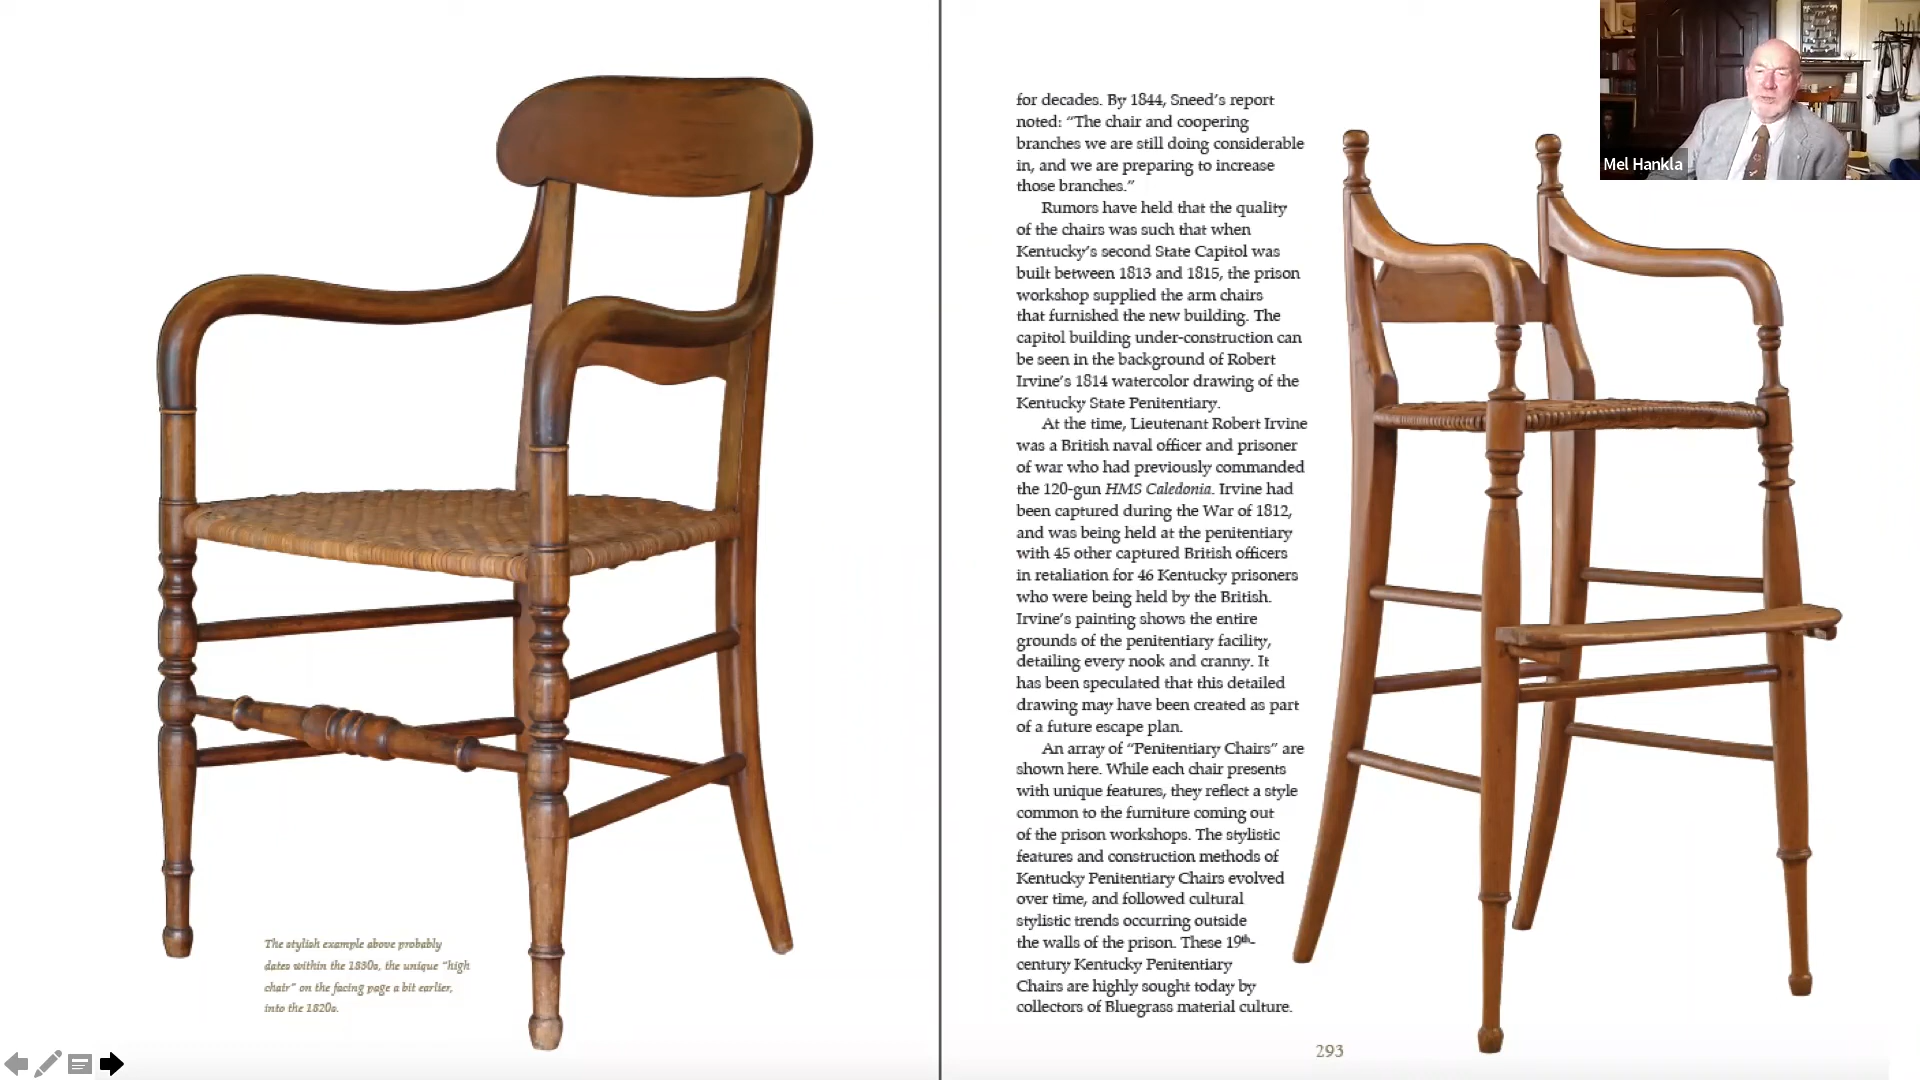 The stylish example above probably
dates within the 1830s, the unique "high
chair" on the facing page a bit earlier,
into the 1820s.
for decades. By 1844, Sneed's report
noted: “The chair and coopering
branches we are still doing considerable
in, and we are preparing to increase
those branches.”
Rumors have held that the quality
of the chairs was such that when
Kentucky's second State Capitol was
built between 1813 and 1815, the prison
workshop supplied the arm chairs
that furnished the new building. The
capitol building under-construction can
be seen in the background of Robert
Irvine's 1814 watercolor drawing of the
Kentucky State Penitentiary.
At the time, Lieutenant Robert Irvine
was a British naval officer and prisoner
of war who had previously commanded
the 120-gun HMS Caledonia. Irvine had
been captured during the War of 1812,
and was being held at the penitentiary
with 45 other captured British officers
in retaliation for 46 Kentucky prisoners
who were being held by the British.
Irvine's painting shows the entire
grounds of the penitentiary facility,
detailing every nook and cranny. It
has been speculated that this detailed
drawing may have been created as part
of a future escape plan.
An array of “Penitentiary Chairs” are
shown here. While each chair presents
with unique features, they reflect a style
common to the furniture coming out
of the prison workshops. The stylistic
features and construction methods of
Kentucky Penitentiary Chairs evolved
over time, and followed cultural
stylistic trends occurring outside
the walls of the prison. These 19th-
century Kentucky Penitentiary
Chairs are highly sought today by
collectors of Bluegrass material culture.
293
Mel Hankla